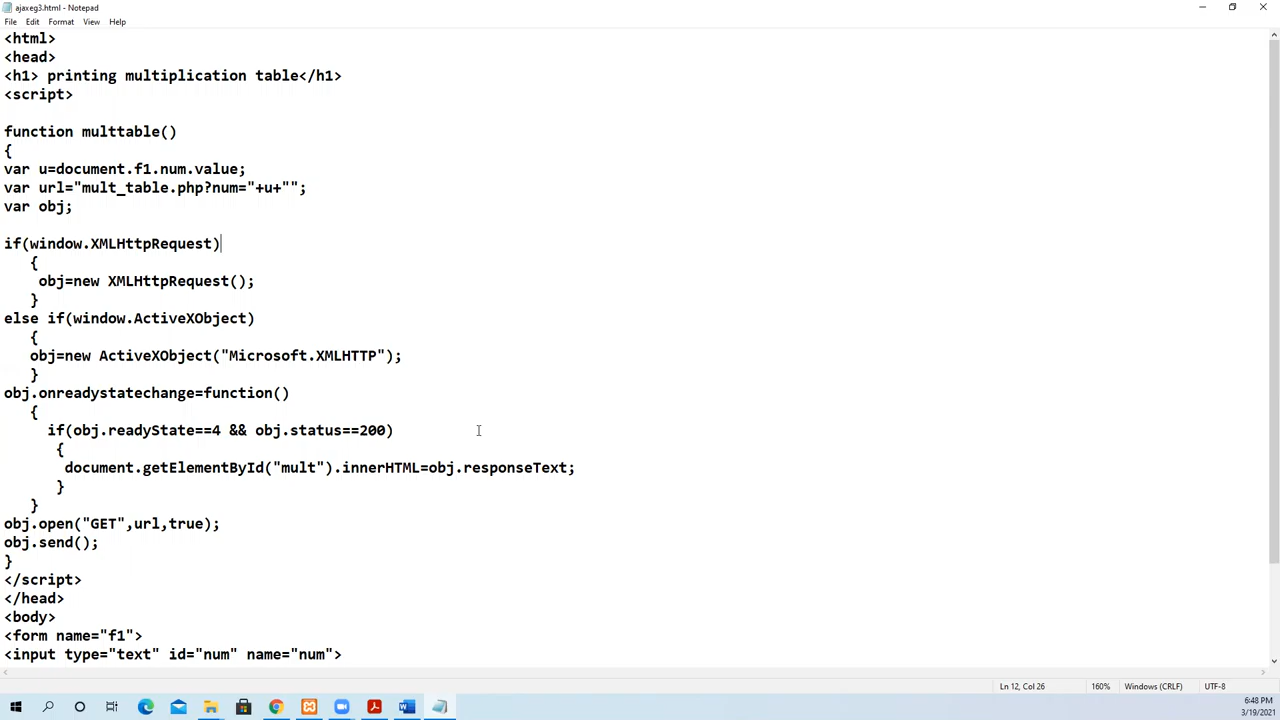 ajaxeg3.html - Notepad
File Edit Format View Help
<html>
<head>
<h1> printing multiplication table</h1>
<script>
function multtable()
{
var u=document.f1.num.value;
var url="mult_table.php?num="+u+"";
var obj;
if(window.XMLHttpRequest)
{
obj=new XMLHttpRequest();
}
else if(window.ActiveXObject)
{
obj=new ActiveXObject("Microsoft.XMLHTTP");
}
obj.onreadystatechange=function()
{
if(obj.readyState==4 && obj.status==200)
{
document.getElementById("mult").innerHTML=obj.responseText;
}
}
obj.open("GET",url,true);
obj.send();
}
</script>
</head>
<body>
<form name="f1">
<input type="text" id="num" name="num">
Ln 12, Col 26 160% Windows (CRLF) UTF-8
6:48 PM
3/19/2021